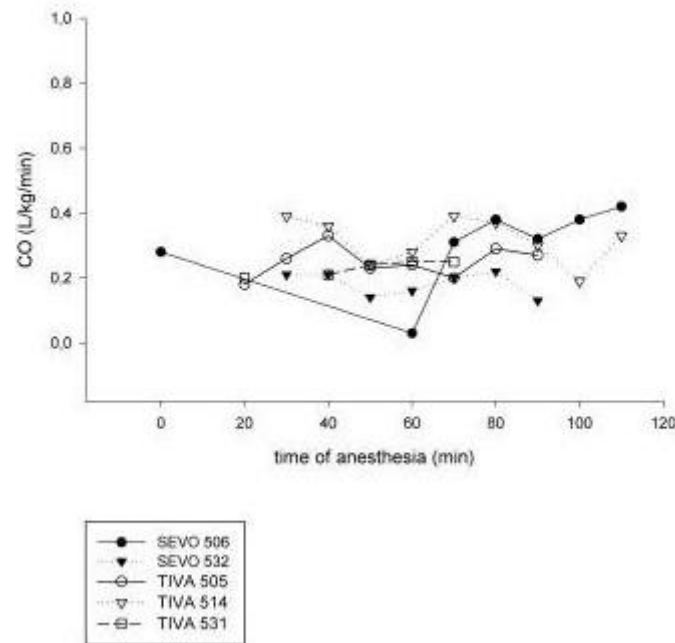 1,0
0,8
0,6
0,4
0,2
0,0
CO (L/kg/min)
0 20 40 60 80 100 120
time of anesthesia (min)
SEVO 506
SEVO 532
TIVA 505
TIVA 514
TIVA 531